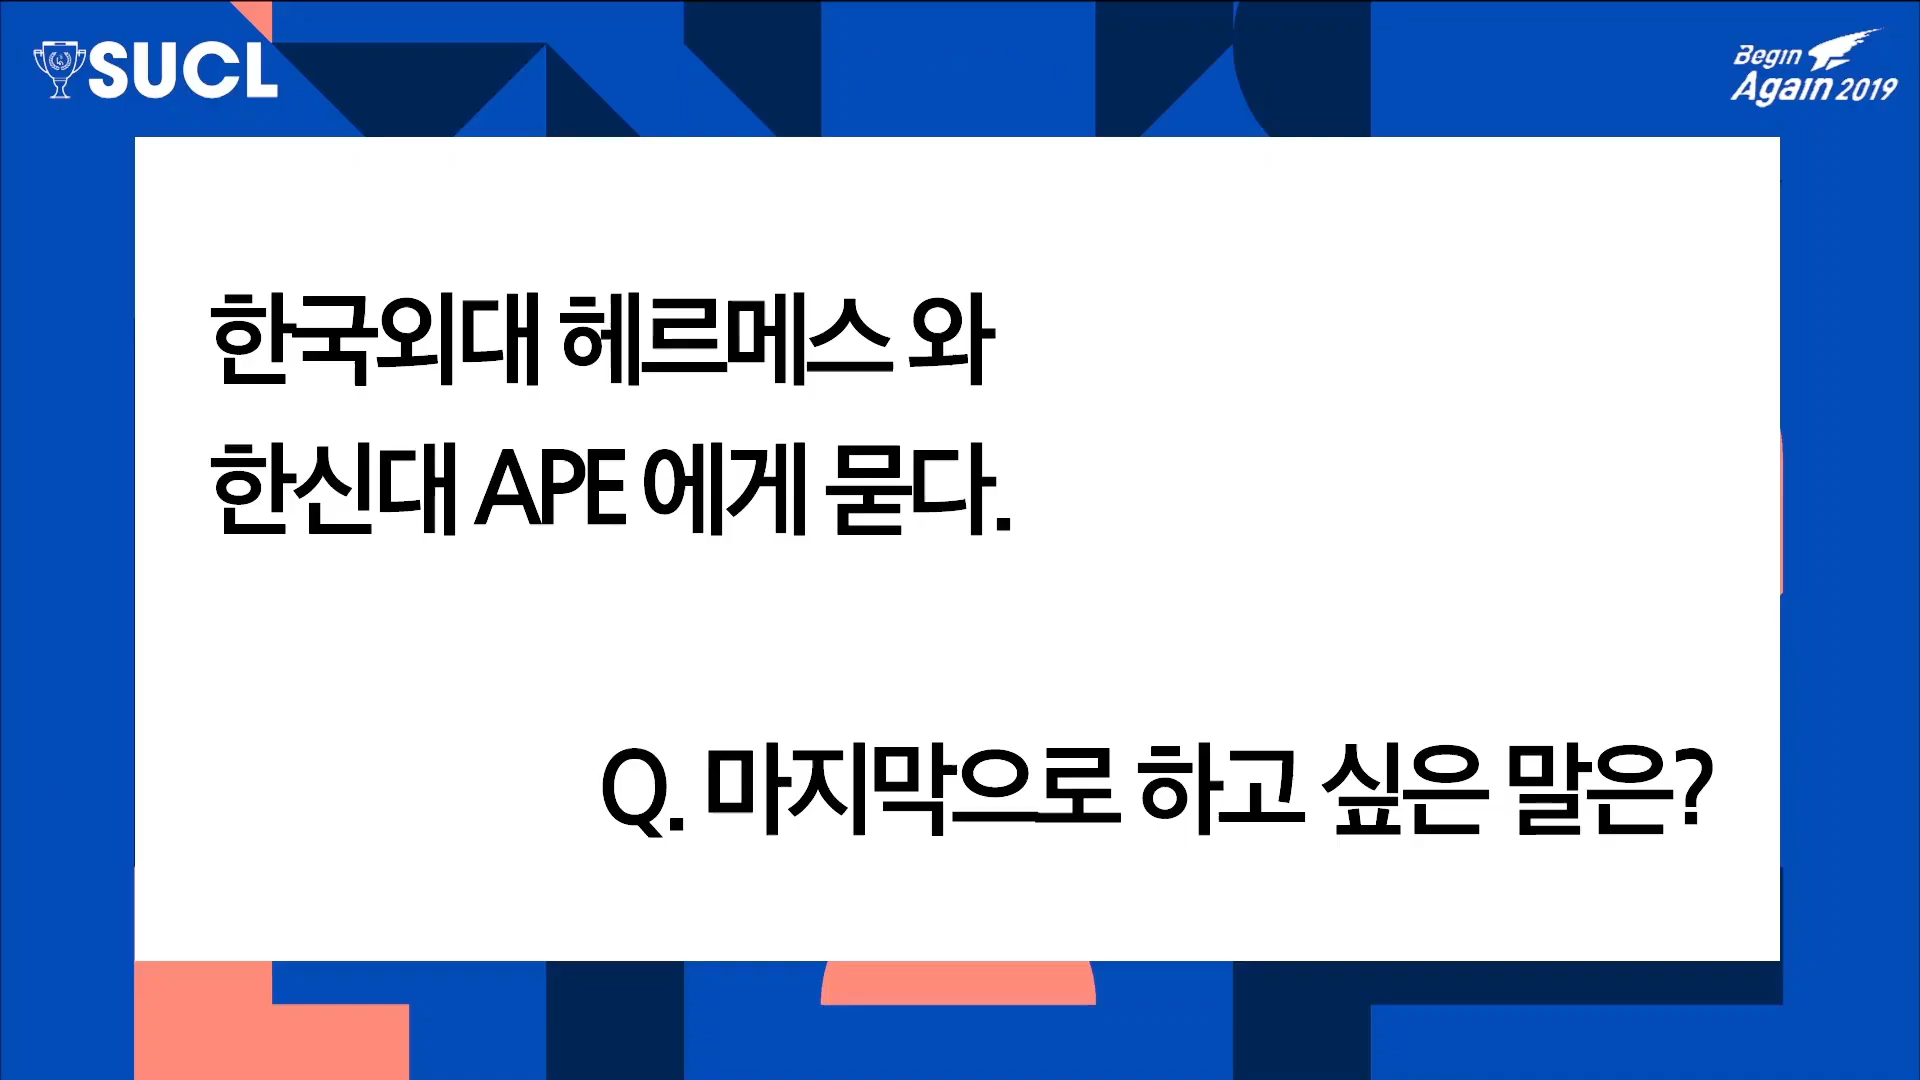 SUCL
Begin
Again 2019
한국외대 헤르메스 와
한신대 APE 에게 묻다.
Q. 마지막으로 하고 싶은 말은?